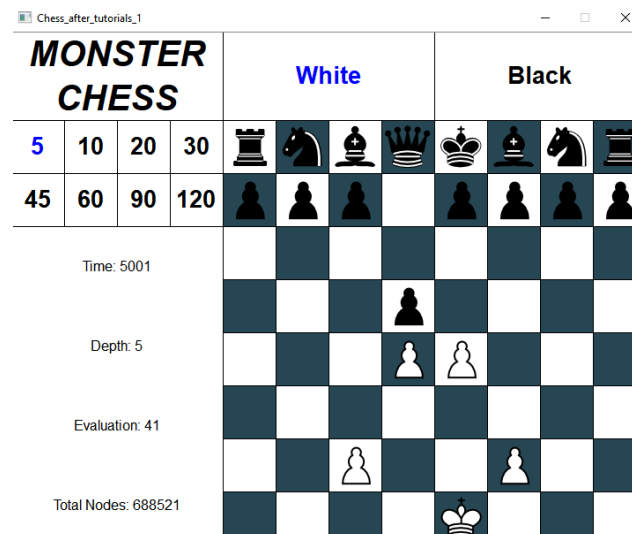 Chess_after_tutorials_1
MONSTER
CHESS
White
Black
5 10 20 30
45 60 90 120
Time: 5001
Depth: 5
Evaluation: 41
Total Nodes: 688521